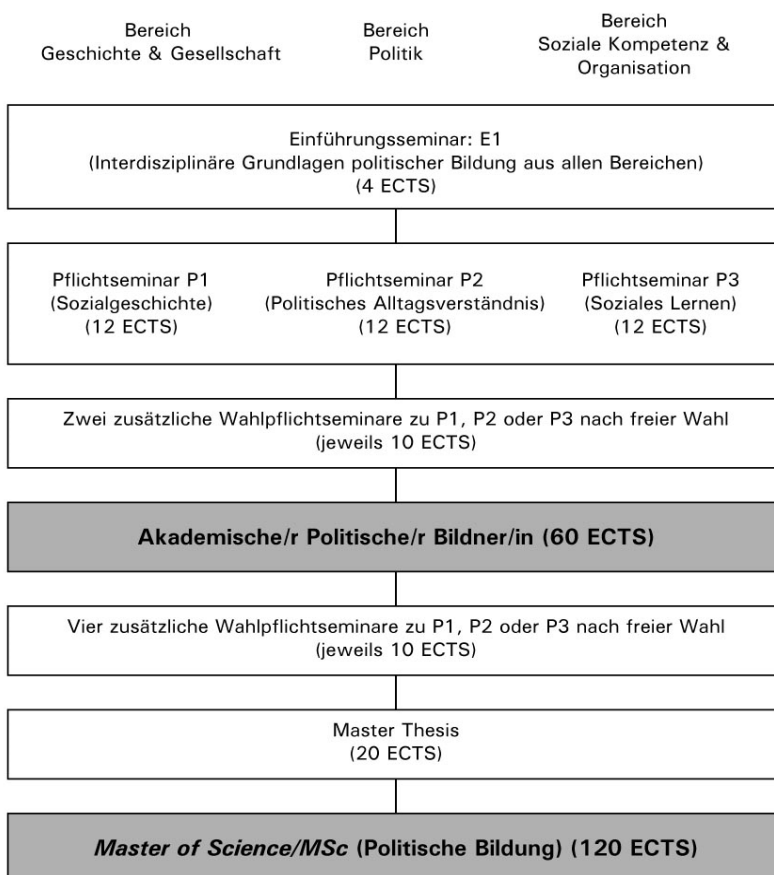 Bereich
Geschichte & Gesellschaft
Bereich
Politik
Bereich
Soziale Kompetenz &
Organisation
Einführungsseminar: E1
(Interdisziplinäre Grundlagen politischer Bildung aus allen Bereichen)
(4 ECTS)
Pflichtseminar P1
(Sozialgeschichte)
(12 ECTS)
Pflichtseminar P2
(Politisches Alltagsverständnis)
(12 ECTS)
Pflichtseminar P3
(Soziales Lernen)
(12 ECTS)
Zwei zusätzliche Wahlpflichtseminare zu P1, P2 oder P3 nach freier Wahl
(jeweils 10 ECTS)
Akademische/r Politische/r Bildner/in (60 ECTS)
Vier zusätzliche Wahlpflichtseminare zu P1, P2 oder P3 nach freier Wahl
(jeweils 10 ECTS)
Master Thesis
(20 ECTS)
Master of Science/MSc (Politische Bildung) (120 ECTS)